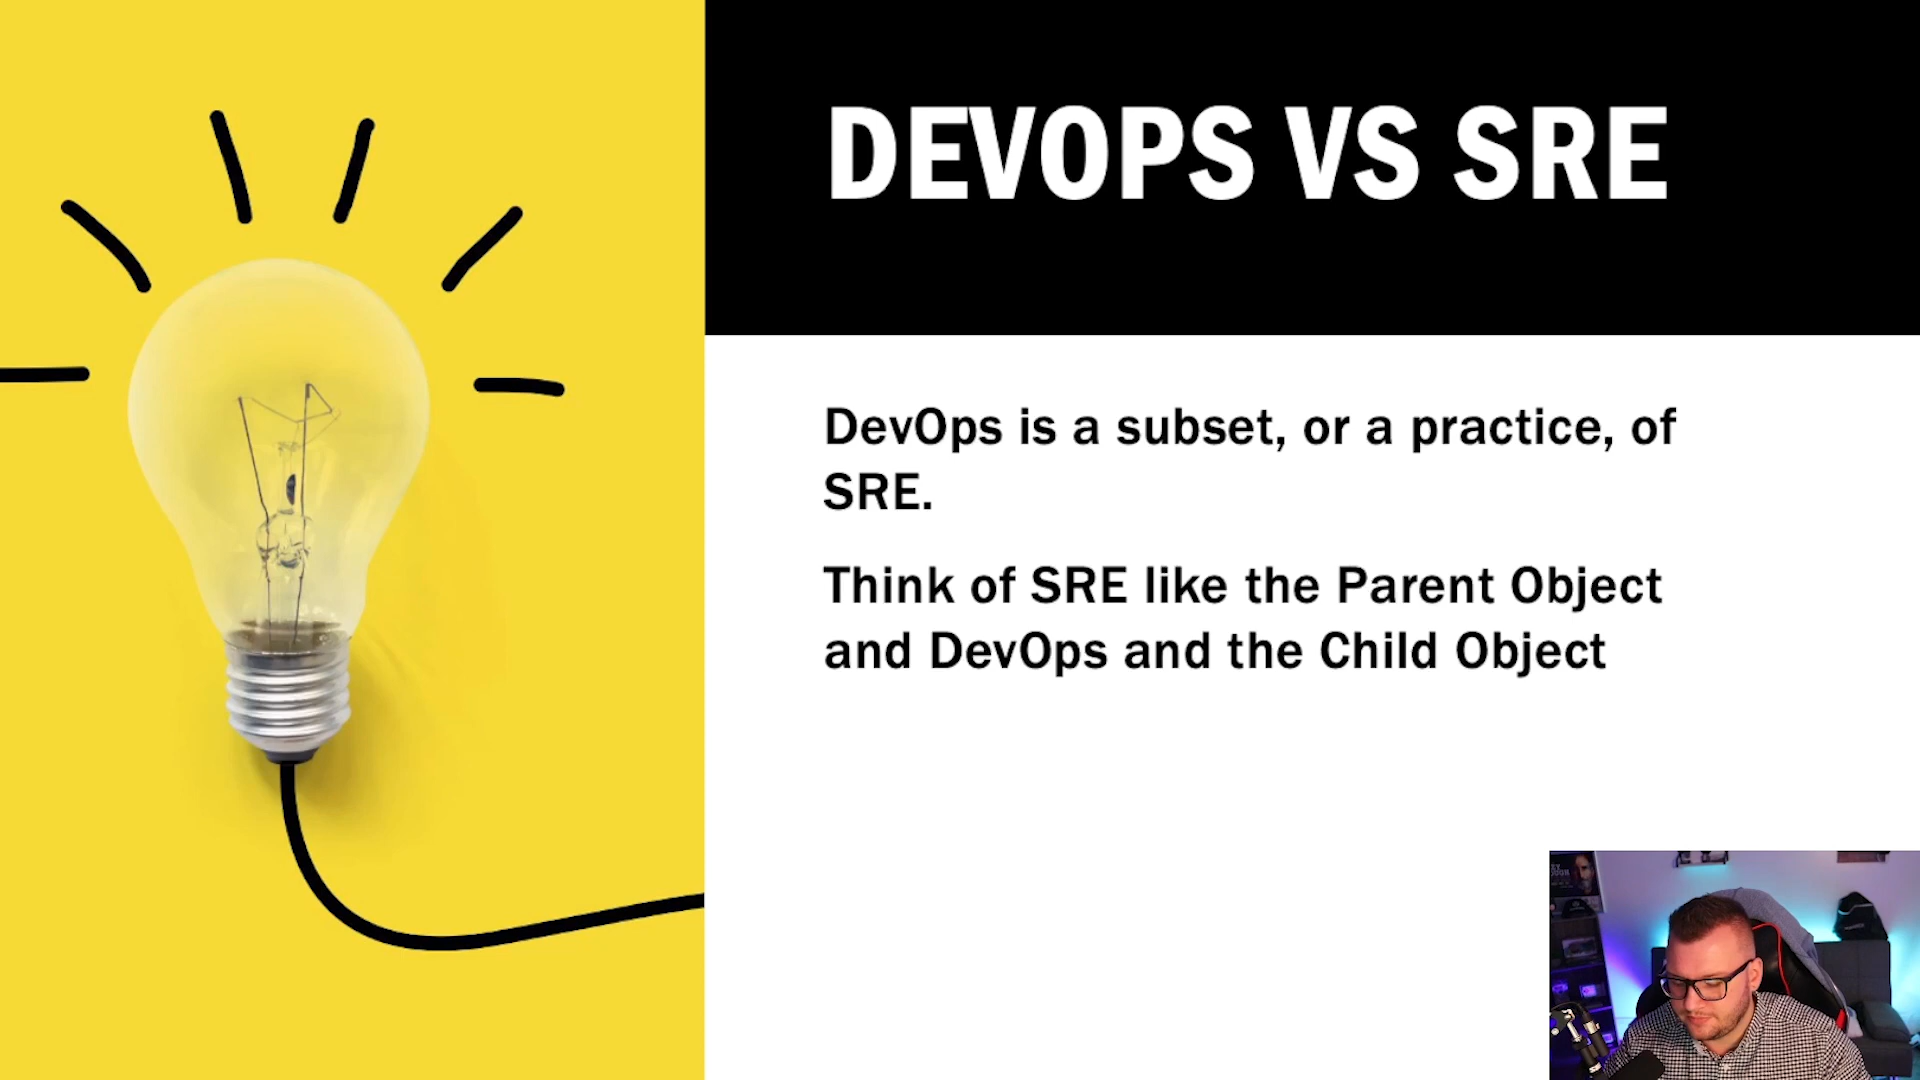 DEVOPS VS SRE
DevOps is a subset, or a practice, of
SRE.
Think of SRE like the Parent Object
and DevOps and the Child Object